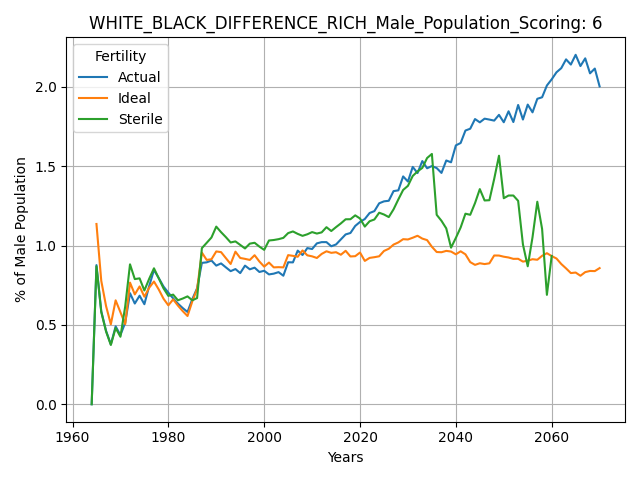 WHITE_BLACK_DIFFERENCE_RICH_Male_Population_Scoring: 6
Fertility
Actual
Ideal
Sterile
% of Male Population
2.0
1.5
1.0
0.5
0.0
1960 1980 2000 2020 2040 2060
Years